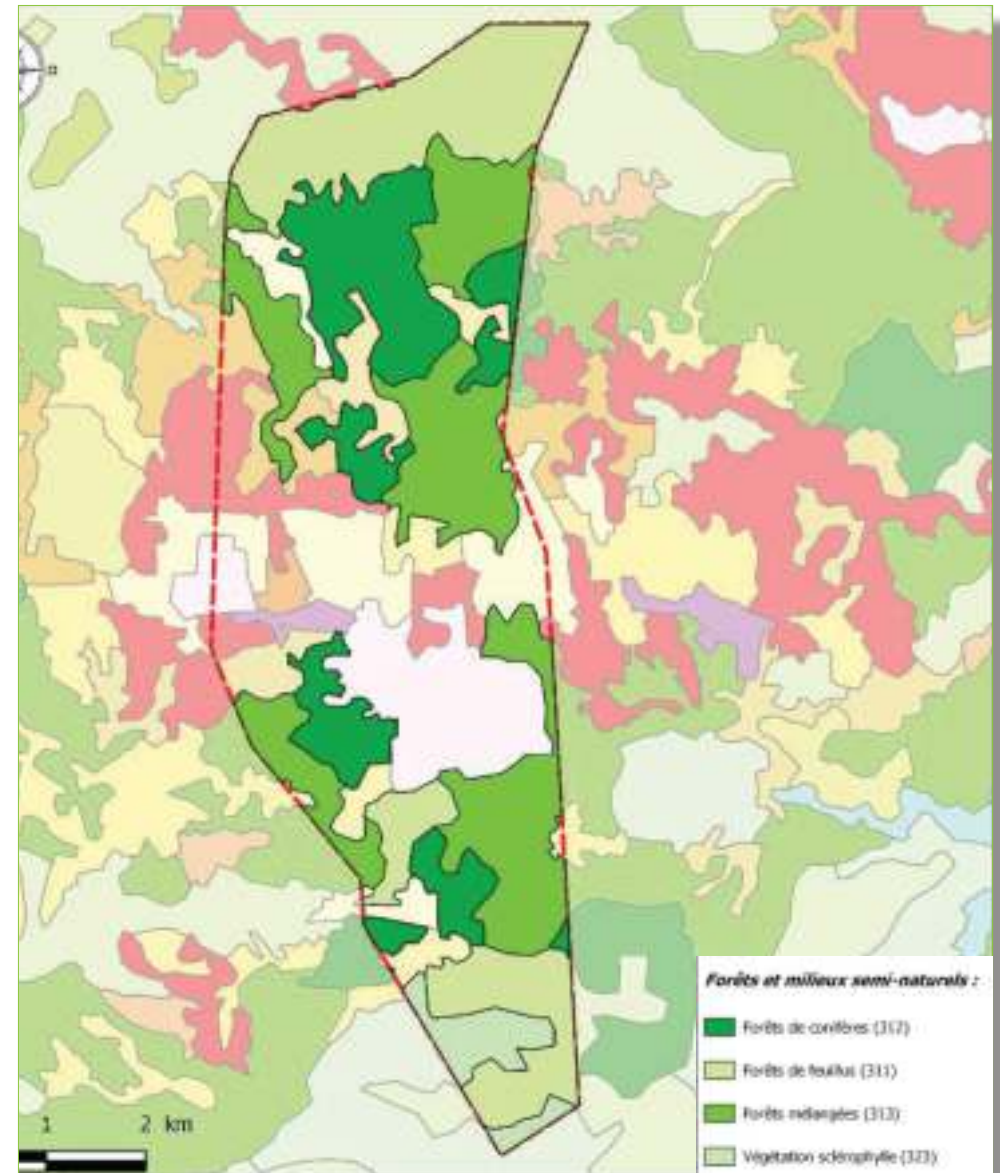 Forêts et milieux semi-naturels :
Forêts de conifères (312)
Forêts de feuillus (311)
Forêts mélangées (313)
Végétation sclérophylle (323)
1 2 km